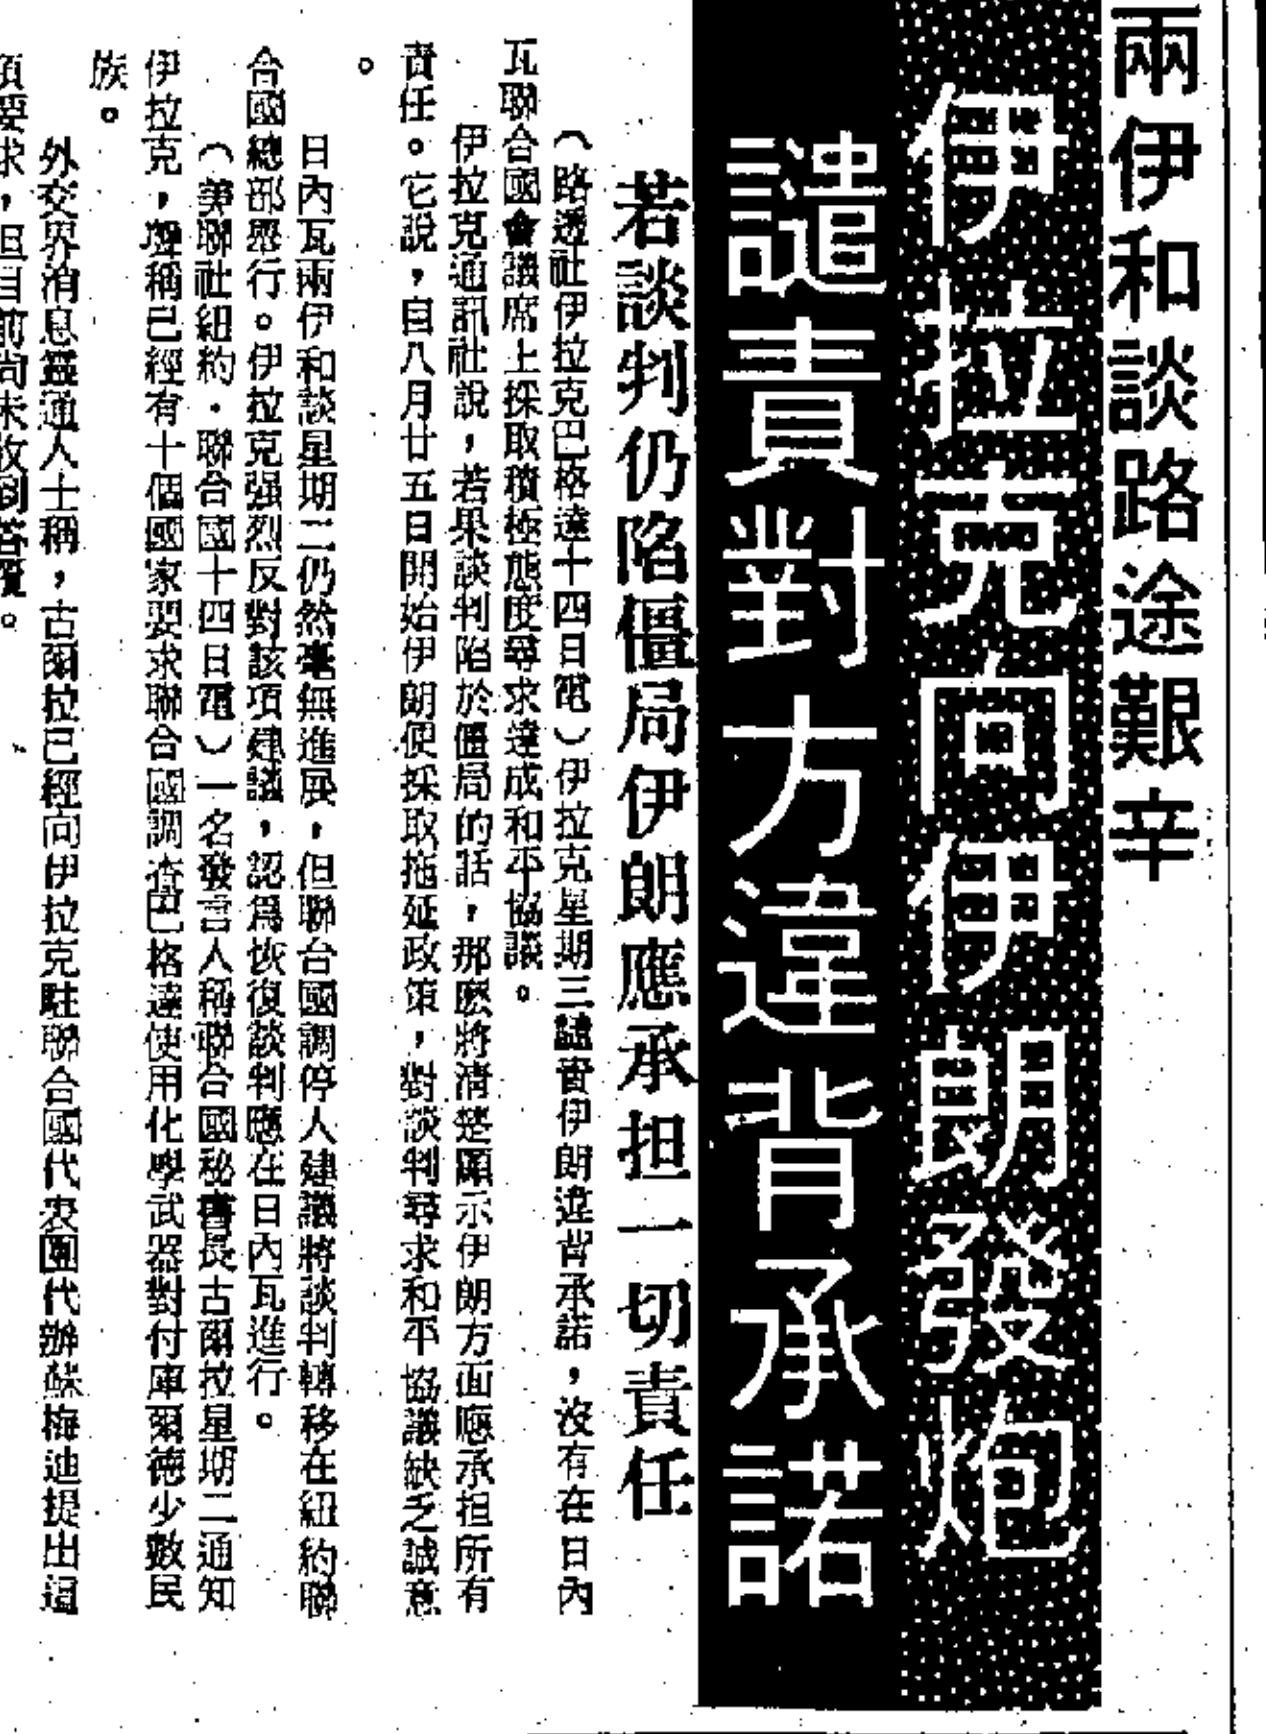 兩伊和談路途艱辛
伊拉克向伊朗發炮
譴責對方違背承諾
若談判仍陷僵局伊朗應承担一切責任
（路透社伊拉克巴格達十四日電）伊拉克星期三譴責伊朗違背承諾，沒有在日內
瓦聯合國會議席上採取積極態度尋求達成和平協議。
伊拉克通訊社說，若果談判陷於僵局的話，那麽將清楚顯示伊朗方面應承担所有
責任。它說，自八月廿五日開始伊朗便採取拖延政策，對談判尋求和平協議缺乏誠意
。
日內瓦兩伊和談星期二仍然毫無進展，但聯合國調停人建議將談判轉移在紐約聯
合國總部舉行。伊拉克强烈反對該項建議，認爲恢復談判應在日內瓦進行。
（美聯社紐約·聯合國十四日電）一名發言人稱聯合國秘書長古爾拉星期二通知
伊拉克，聲稱已經有十個國家要求聯合國調查巴格達使用化學武器對付庫爾德少數民
族。
外交界消息靈通人士稱，古爾拉已經向伊拉克駐聯合國代表團代辦蘇梅迪提出這
項要求，但目前尚未收到答覆。